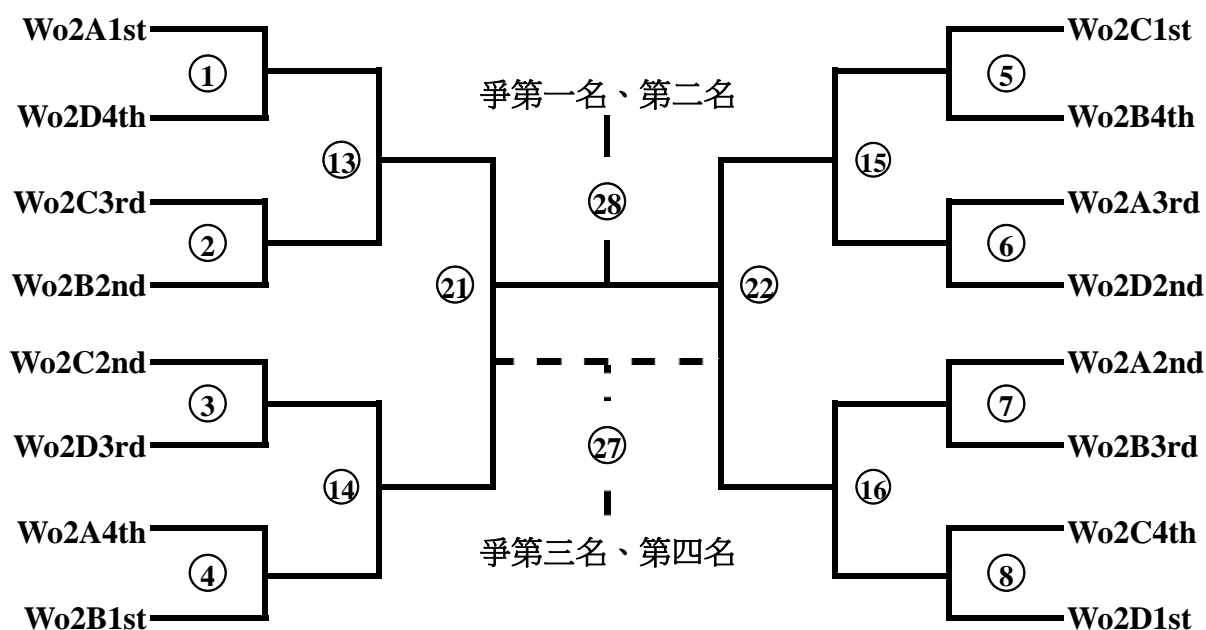 Wo2A1st
①
Wo2D4th
⑬
Wo2C3rd
②
Wo2B2nd
㉑
Wo2C2nd
③
Wo2D3rd
⑭
Wo2A4th
④
Wo2B1st
爭第一名、第二名
㉘
㉗
爭第三名、第四名
Wo2C1st
⑤
Wo2B4th
⑮
Wo2A3rd
⑥
Wo2D2nd
㉒
Wo2A2nd
⑦
Wo2B3rd
⑯
Wo2C4th
⑧
Wo2D1st